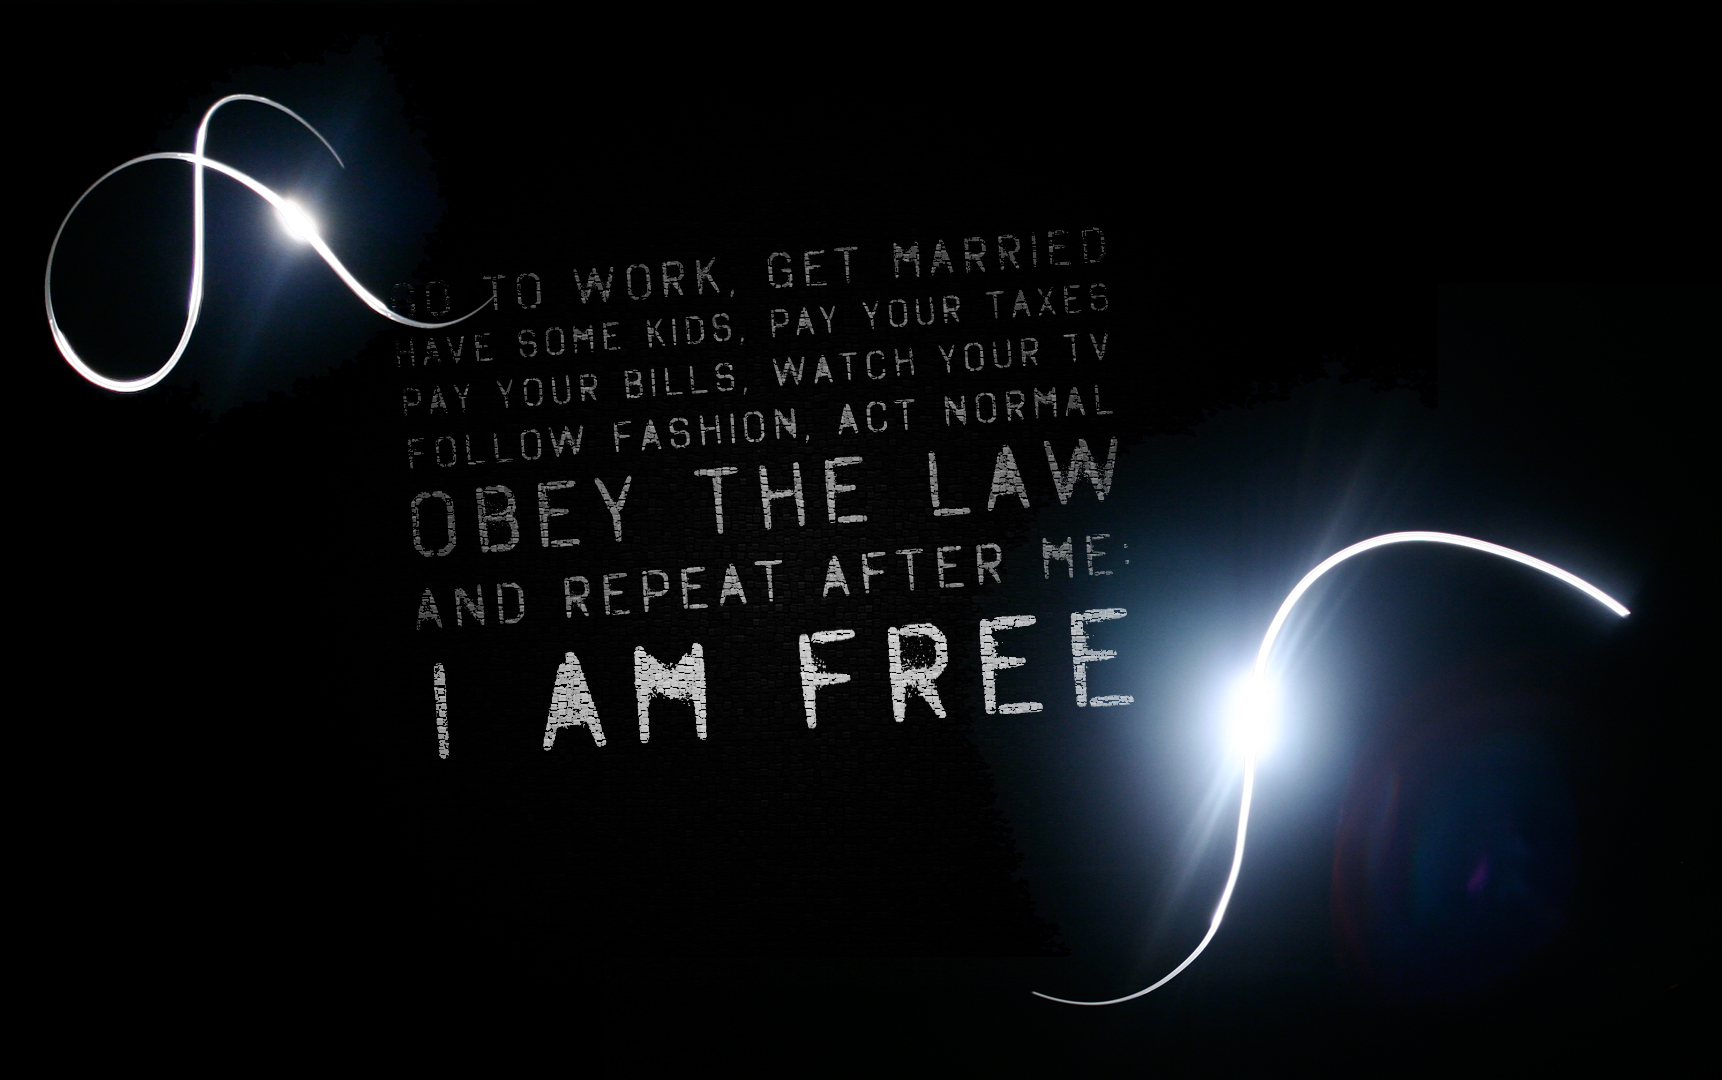 GO TO WORK, GET MARRIED
HAVE SOME KIDS, PAY YOUR TAXES
PAY YOUR BILLS, WATCH YOUR TV
FOLLOW FASHION, ACT NORMAL
OBEY THE LAW
AND REPEAT AFTER ME:
I AM FREE